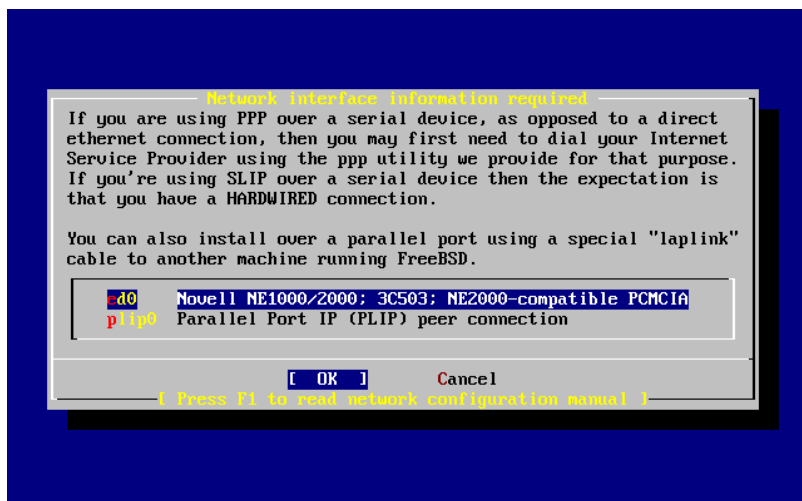 Network interface information required
If you are using PPP over a serial device, as opposed to a direct
ethernet connection, then you may first need to dial your Internet
Service Provider using the ppp utility we provide for that purpose.
If you're using SLIP over a serial device then the expectation is
that you have a HARDWIRED connection.
You can also install over a parallel port using a special "laplink"
cable to another machine running FreeBSD.
ed0 Novell NE1000/2000; 3C503; NE2000-compatible PCMCIA
plip0 Parallel Port IP (PLIP) peer connection
[ OK ] Cancel
[ Press F1 to read network configuration manual ]